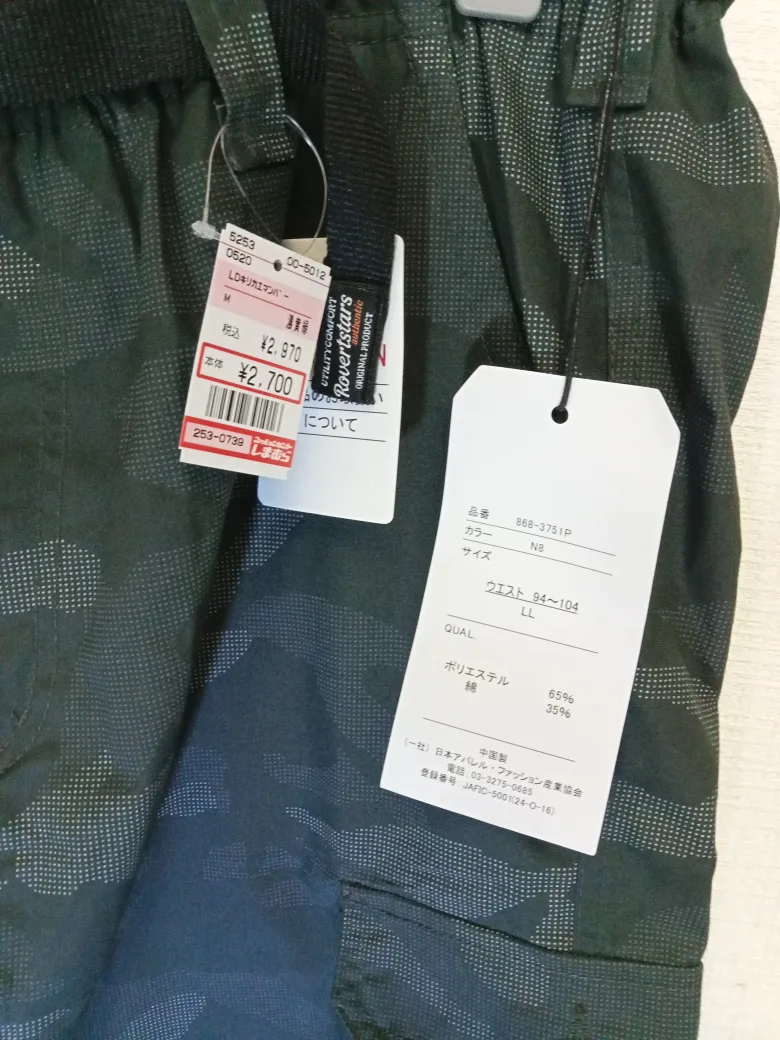 5253
0520 00-5012
LDキリカエマンバﾞー
M
税込 ¥2,970
本体 ¥2,700
253-0739
しまむら
UTILITYCOMFORT
Rovertstars
authentic
ORIGINAL PRODUCT
について
品番 868-3751P
カラー N8
サイズ
ウエスト 94～104
LL
QUAL.
ポリエステル 65%
綿 35%
中国製
(一社)日本アパレル・ファッション産業協会
電話:03-3275-0685
登録番号 JAFIC-5001(24-O-16)